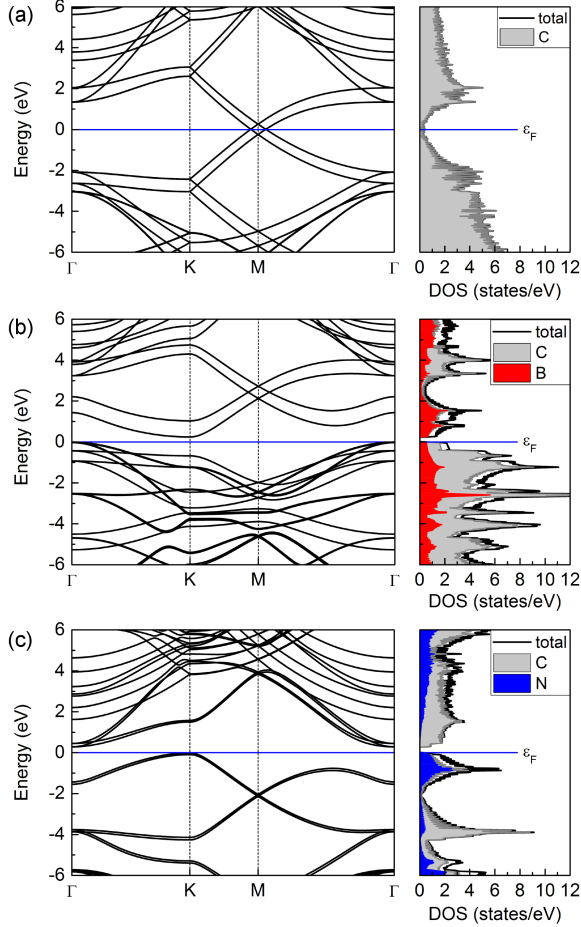 (a)
Energy (eV)
6
4
2
0
-2
-4
-6
Γ
K
M
Γ
total
C
εF
0 2 4 6 8 10 12
DOS (states/eV)
(b)
Energy (eV)
6
4
2
0
-2
-4
-6
Γ
K
M
Γ
total
C
B
εF
0 2 4 6 8 10 12
DOS (states/eV)
(c)
Energy (eV)
6
4
2
0
-2
-4
-6
Γ
K
M
Γ
total
C
N
εF
0 2 4 6 8 10 12
DOS (states/eV)